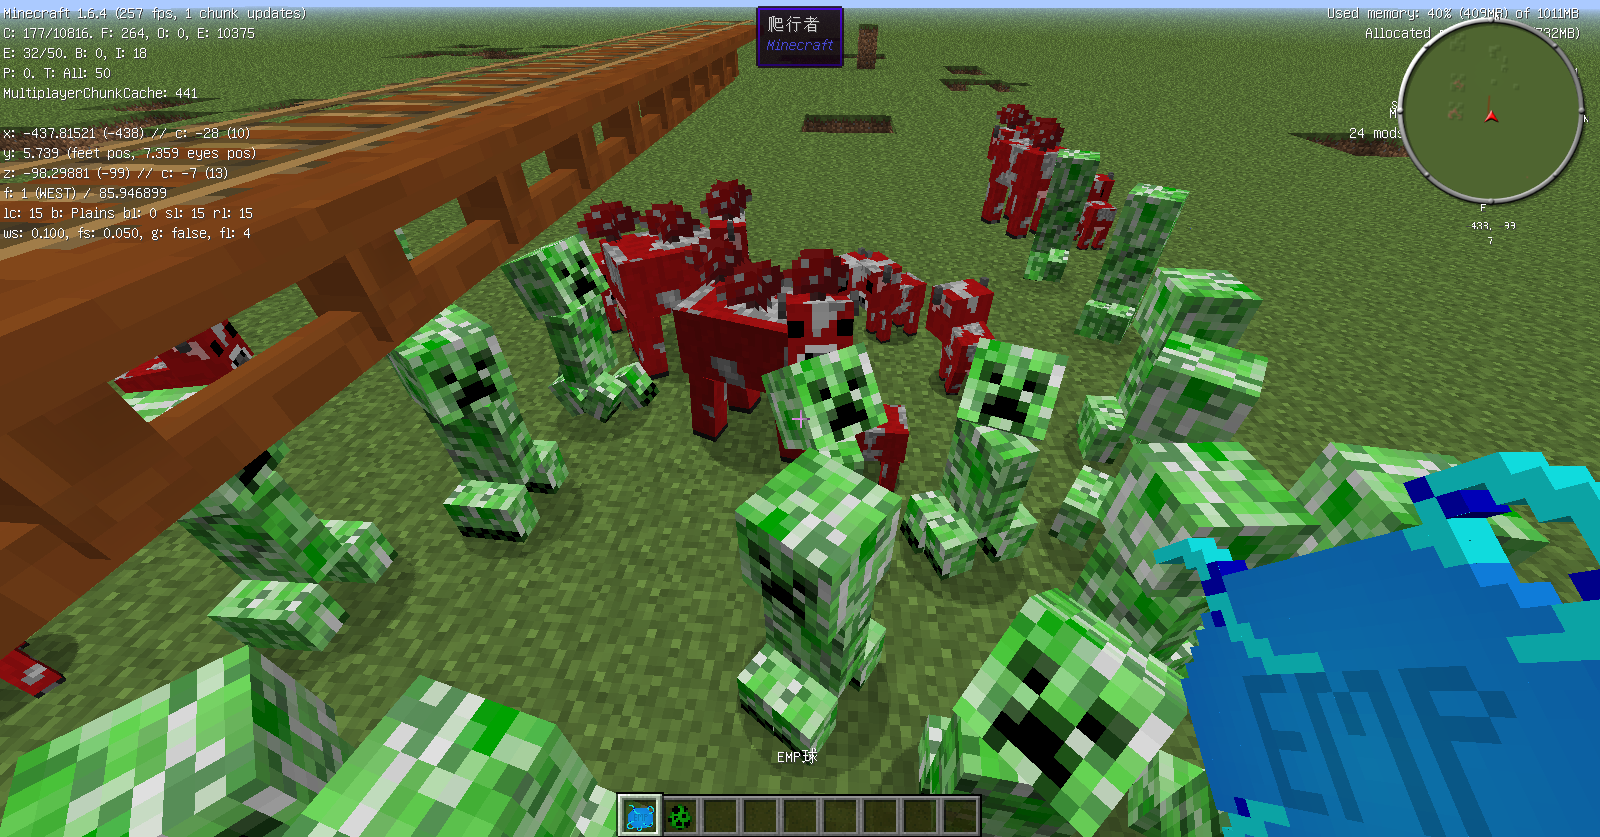 Minecraft 1.6.4 (257 fps, 1 chunk updates)
C: 177/10816. F: 264, O: 0, E: 10375
E: 32/50. B: 0, I: 18
P: 0. T: All: 50
MultiplayerChunkCache: 441
x: -437.81521 (-438) // c: -28 (10)
y: 5.739 (feet pos, 7.359 eyes pos)
z: -98.29881 (-99) // c: -7 (13)
f: 1 (WEST) / 85.946899
lc: 15 b: Plains bl: 0 sl: 15 rl: 15
ws: 0.100, fs: 0.050, g: false, fl: 4
爬行者
Minecraft
Used memory: 40% (409MB) of 1011MB
Allocated
24 mods
7
EMP
EMP球